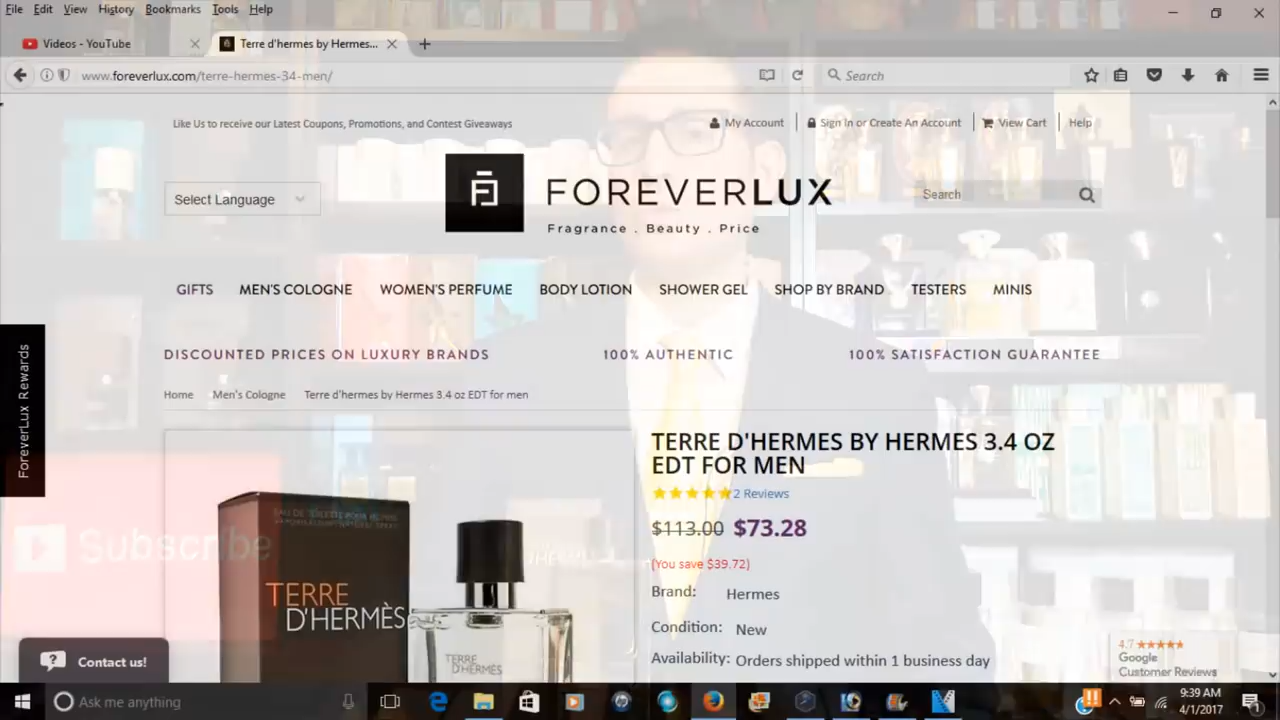 File Edit View History Bookmarks Tools Help
Videos - YouTube
Terre d'hermes by Hermes...
www.foreverlux.com/terre-hermes-34-men/
Search
Like Us to receive our Latest Coupons, Promotions, and Contest Giveaways
My Account
Sign In or Create An Account
View Cart
Help
Select Language
FOREVERLUX
Fragrance . Beauty . Price
Search
GIFTS MEN'S COLOGNE WOMEN'S PERFUME BODY LOTION SHOWER GEL SHOP BY BRAND TESTERS MINIS
ForeverLux Rewards
DISCOUNTED PRICES ON LUXURY BRANDS
100% AUTHENTIC
100% SATISFACTION GUARANTEE
Home Men's Cologne Terre d'hermes by Hermes 3.4 oz EDT for men
TERRE D'HERMES BY HERMES 3.4 OZ
EDT FOR MEN
2 Reviews
$113.00 $73.28
(You save $39.72)
Brand: Hermes
Condition: New
Availability: Orders shipped within 1 business day
Subscribe
TERRE
D'HERMÈS
TERRE
D'HERMÈS
Contact us!
4.7
Google
Customer Reviews
Ask me anything
9:39 AM
4/1/2017